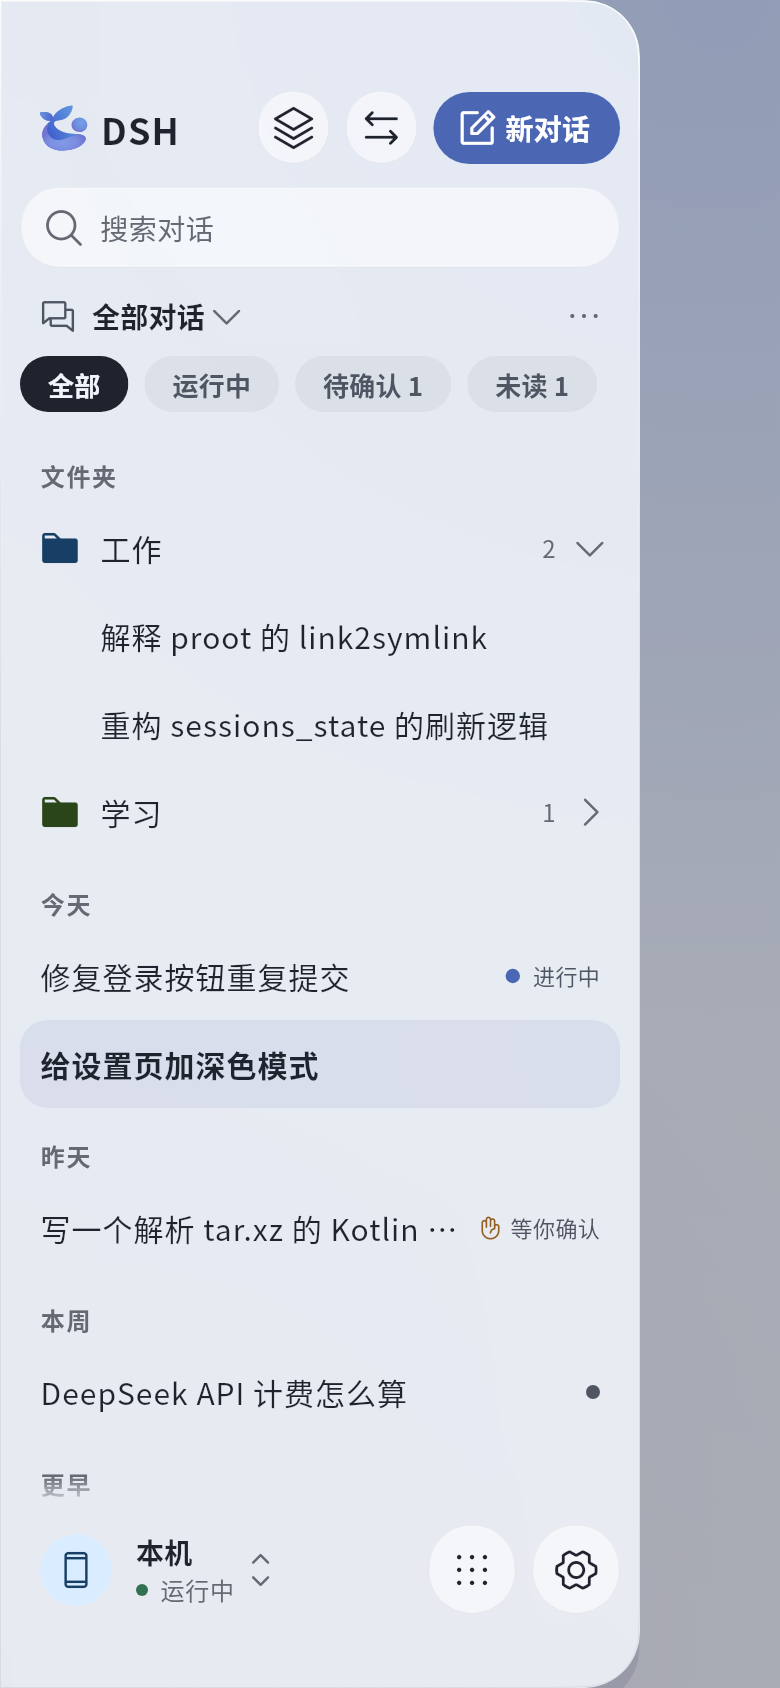 DSH
新对话
搜索对话
全部对话
全部 运行中 待确认 1 未读 1
文件夹
工作 2
解释 proot 的 link2symlink
重构 sessions_state 的刷新逻辑
学习 1
今天
修复登录按钮重复提交 进行中
给设置页加深色模式
昨天
写一个解析 tar.xz 的 Kotlin … 等你确认
本周
DeepSeek API 计费怎么算
更早
本机
运行中